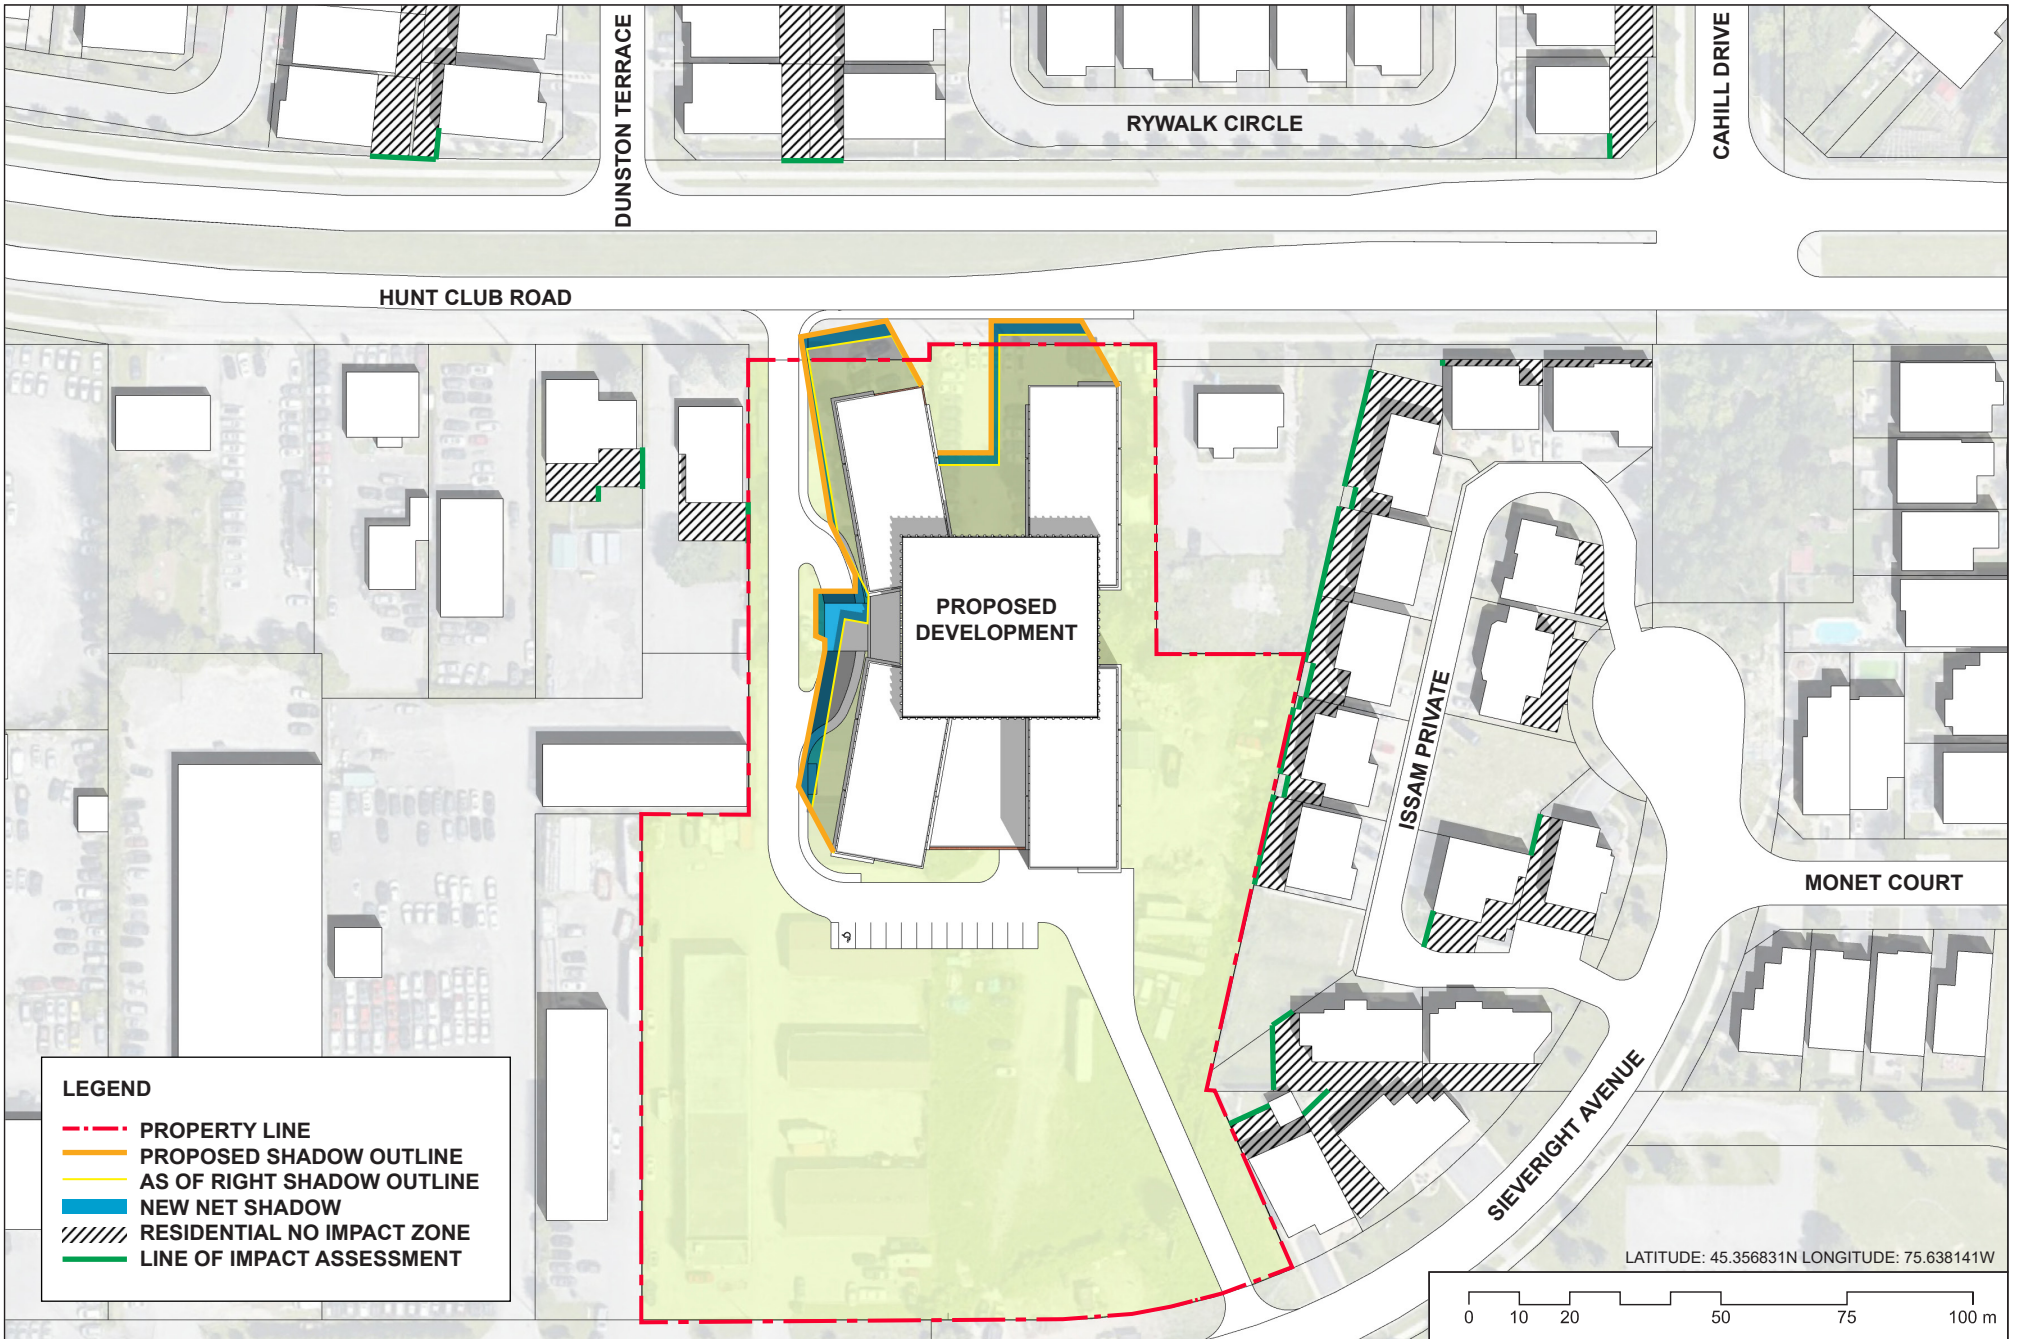 DUNSTON TERRACE
RYWALK CIRCLE
CAHILL DRIVE
HUNT CLUB ROAD
PROPOSED
DEVELOPMENT
ISSAM PRIVATE
MONET COURT
SIEVERIGHT AVENUE
LEGEND
PROPERTY LINE
PROPOSED SHADOW OUTLINE
AS OF RIGHT SHADOW OUTLINE
NEW NET SHADOW
RESIDENTIAL NO IMPACT ZONE
LINE OF IMPACT ASSESSMENT
LATITUDE: 45.356831N LONGITUDE: 75.638141W
0 10 20 50 75 100 m